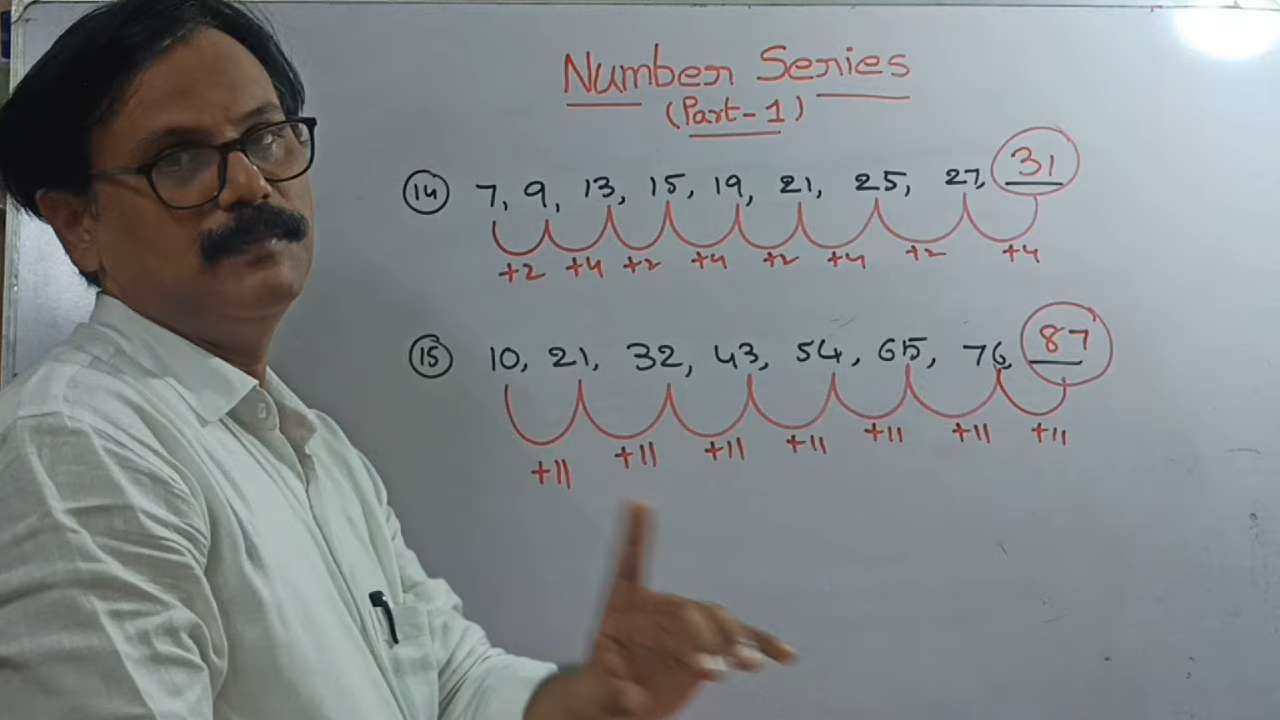 Number Series
(Part-1)
14 7, 9, 13, 15, 19, 21, 25, 27, 31
+2 +4 +2 +4 +2 +4 +2 +4
15 10, 21, 32, 43, 54, 65, 76, 87
+11 +11 +11 +11 +11 +11 +11